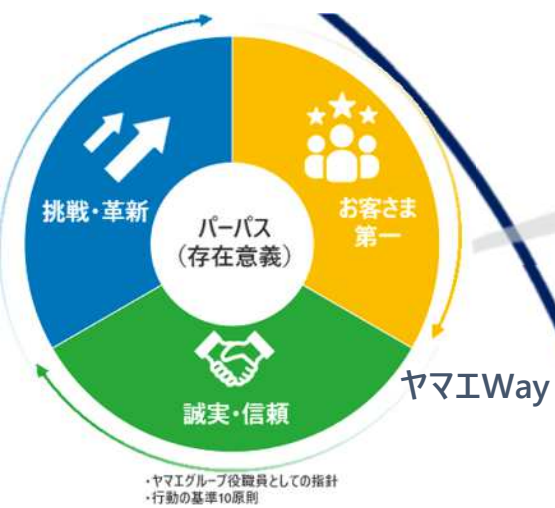 挑戦・革新
お客さま
第一
パーパス
（存在意義）
誠実・信頼
ヤマエWay
・ヤマエグループ役職員としての指針
・行動の基準10原則